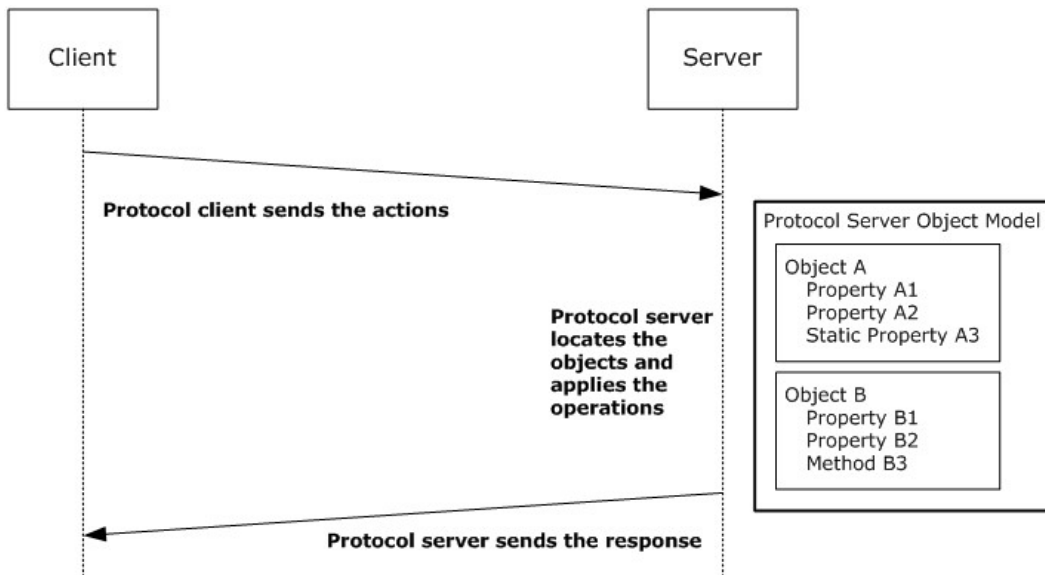 Client
Server
Protocol client sends the actions
Protocol Server Object Model
Object A
Property A1
Property A2
Static Property A3
Protocol server
locates the
objects and
applies the
operations
Object B
Property B1
Property B2
Method B3
Protocol server sends the response